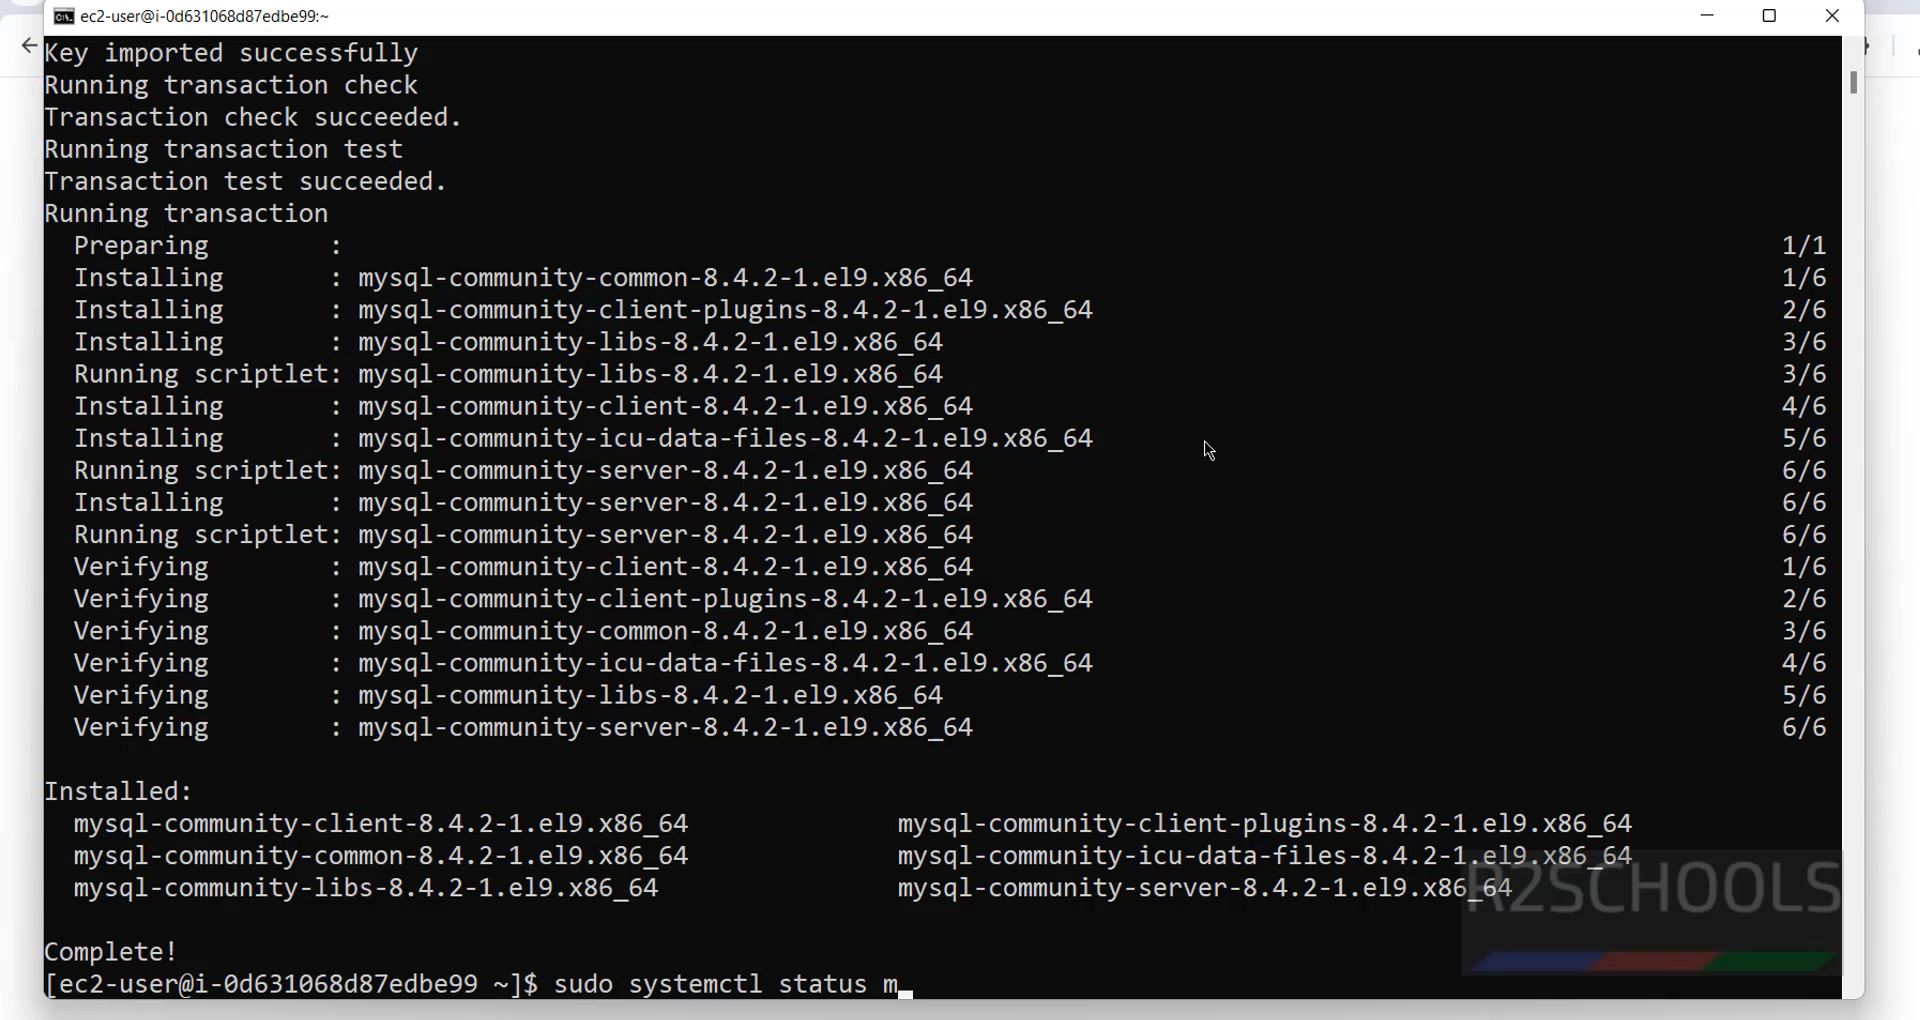 ec2-user@i-0d631068d87edbe99:~
Key imported successfully
Running transaction check
Transaction check succeeded.
Running transaction test
Transaction test succeeded.
Running transaction
  Preparing        :                                                                 1/1
  Installing       : mysql-community-common-8.4.2-1.el9.x86_64                       1/6
  Installing       : mysql-community-client-plugins-8.4.2-1.el9.x86_64               2/6
  Installing       : mysql-community-libs-8.4.2-1.el9.x86_64                         3/6
  Running scriptlet: mysql-community-libs-8.4.2-1.el9.x86_64                         3/6
  Installing       : mysql-community-client-8.4.2-1.el9.x86_64                       4/6
  Installing       : mysql-community-icu-data-files-8.4.2-1.el9.x86_64               5/6
  Running scriptlet: mysql-community-server-8.4.2-1.el9.x86_64                       6/6
  Installing       : mysql-community-server-8.4.2-1.el9.x86_64                       6/6
  Running scriptlet: mysql-community-server-8.4.2-1.el9.x86_64                       6/6
  Verifying        : mysql-community-client-8.4.2-1.el9.x86_64                       1/6
  Verifying        : mysql-community-client-plugins-8.4.2-1.el9.x86_64               2/6
  Verifying        : mysql-community-common-8.4.2-1.el9.x86_64                       3/6
  Verifying        : mysql-community-icu-data-files-8.4.2-1.el9.x86_64               4/6
  Verifying        : mysql-community-libs-8.4.2-1.el9.x86_64                         5/6
  Verifying        : mysql-community-server-8.4.2-1.el9.x86_64                       6/6
Installed:
  mysql-community-client-8.4.2-1.el9.x86_64              mysql-community-client-plugins-8.4.2-1.el9.x86_64
  mysql-community-common-8.4.2-1.el9.x86_64              mysql-community-icu-data-files-8.4.2-1.el9.x86_64
  mysql-community-libs-8.4.2-1.el9.x86_64                mysql-community-server-8.4.2-1.el9.x86_64
R2SCHOOLS
Complete!
[ec2-user@i-0d631068d87edbe99 ~]$ sudo systemctl status m